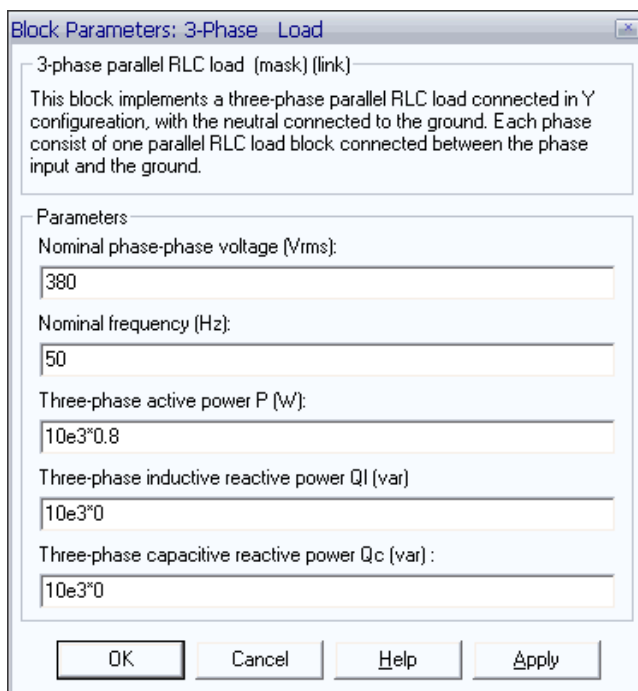 Block Parameters: 3-Phase Load
3-phase parallel RLC load (mask) (link)
This block implements a three-phase parallel RLC load connected in Y
configureation, with the neutral connected to the ground. Each phase
consist of one parallel RLC load block connected between the phase
input and the ground.
Parameters
Nominal phase-phase voltage (Vrms):
380
Nominal frequency (Hz):
50
Three-phase active power P (W):
10e3*0.8
Three-phase inductive reactive power Ql (var)
10e3*0
Three-phase capacitive reactive power Qc (var) :
10e3*0
OK Cancel Help Apply